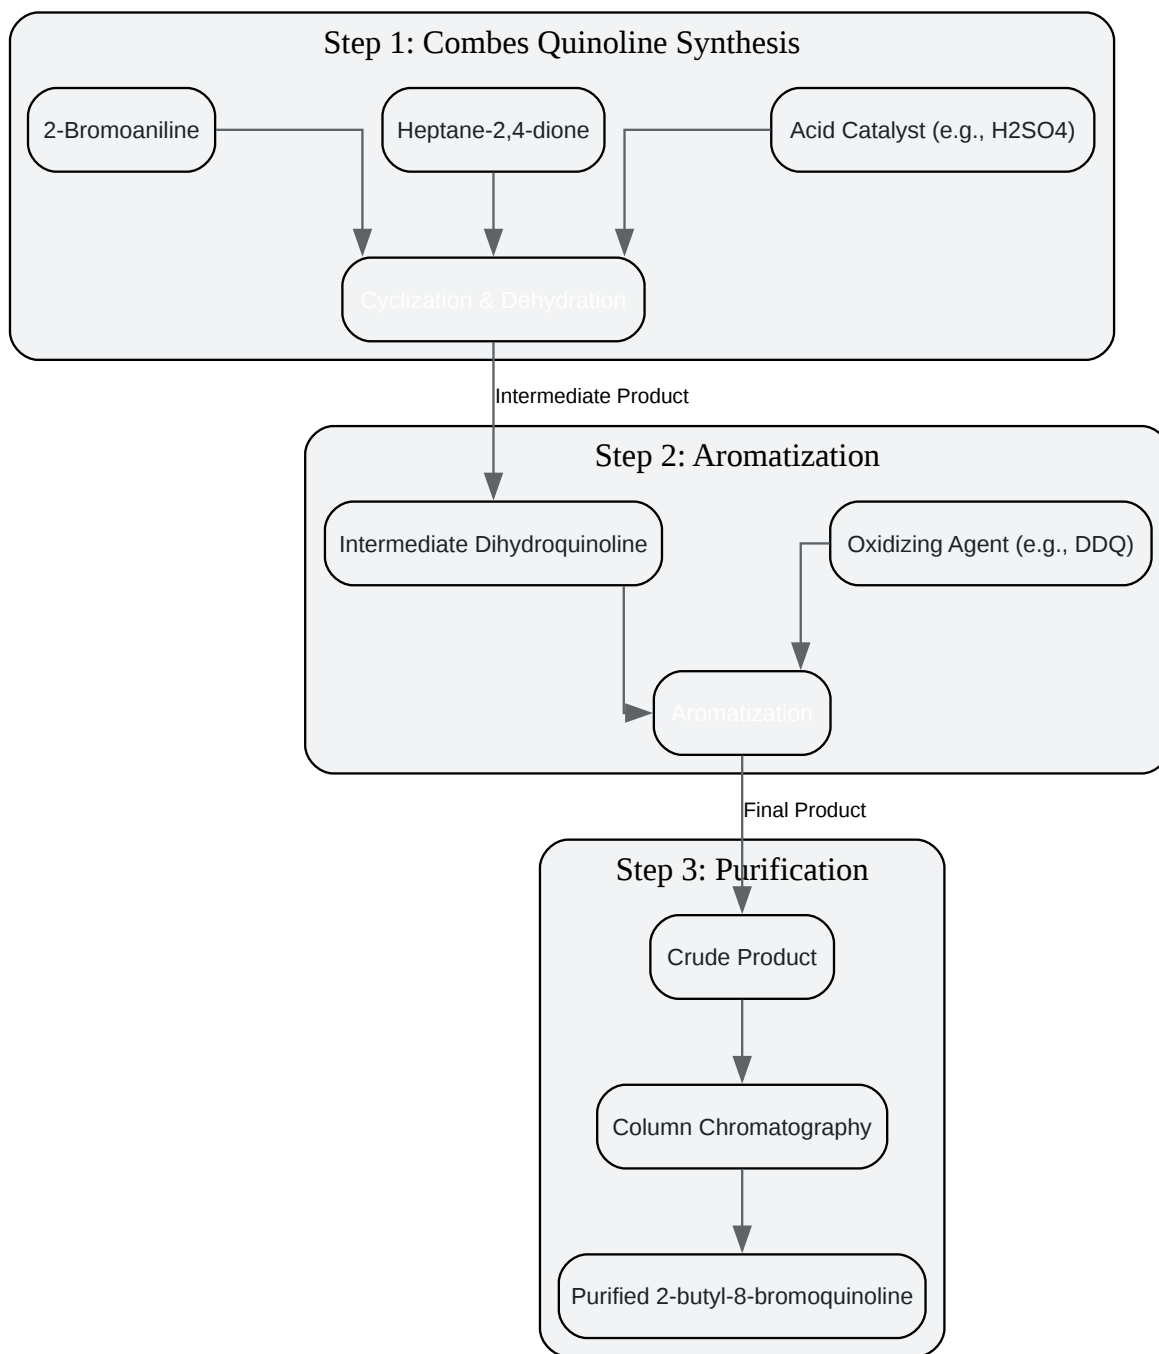 Step 1: Combes Quinoline Synthesis
2-Bromoaniline
Heptane-2,4-dione
Acid Catalyst (e.g., H2SO4)
Cyclization & Dehydration
Intermediate Product
Step 2: Aromatization
Intermediate Dihydroquinoline
Oxidizing Agent (e.g., DDQ)
Aromatization
Final Product
Step 3: Purification
Crude Product
Column Chromatography
Purified 2-butyl-8-bromoquinoline